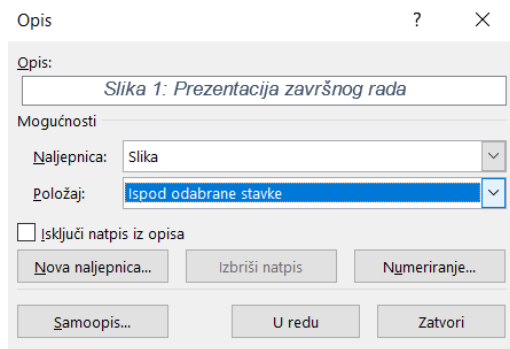 Opis ? ×
Opis:
Slika 1: Prezentacija završnog rada
Mogućnosti
Naljepnica: Slika
Položaj: Ispod odabrane stavke
Isključi natpis iz opisa
Nova naljepnica... Izbriši natpis Numeriranje...
Samoopis... U redu Zatvori